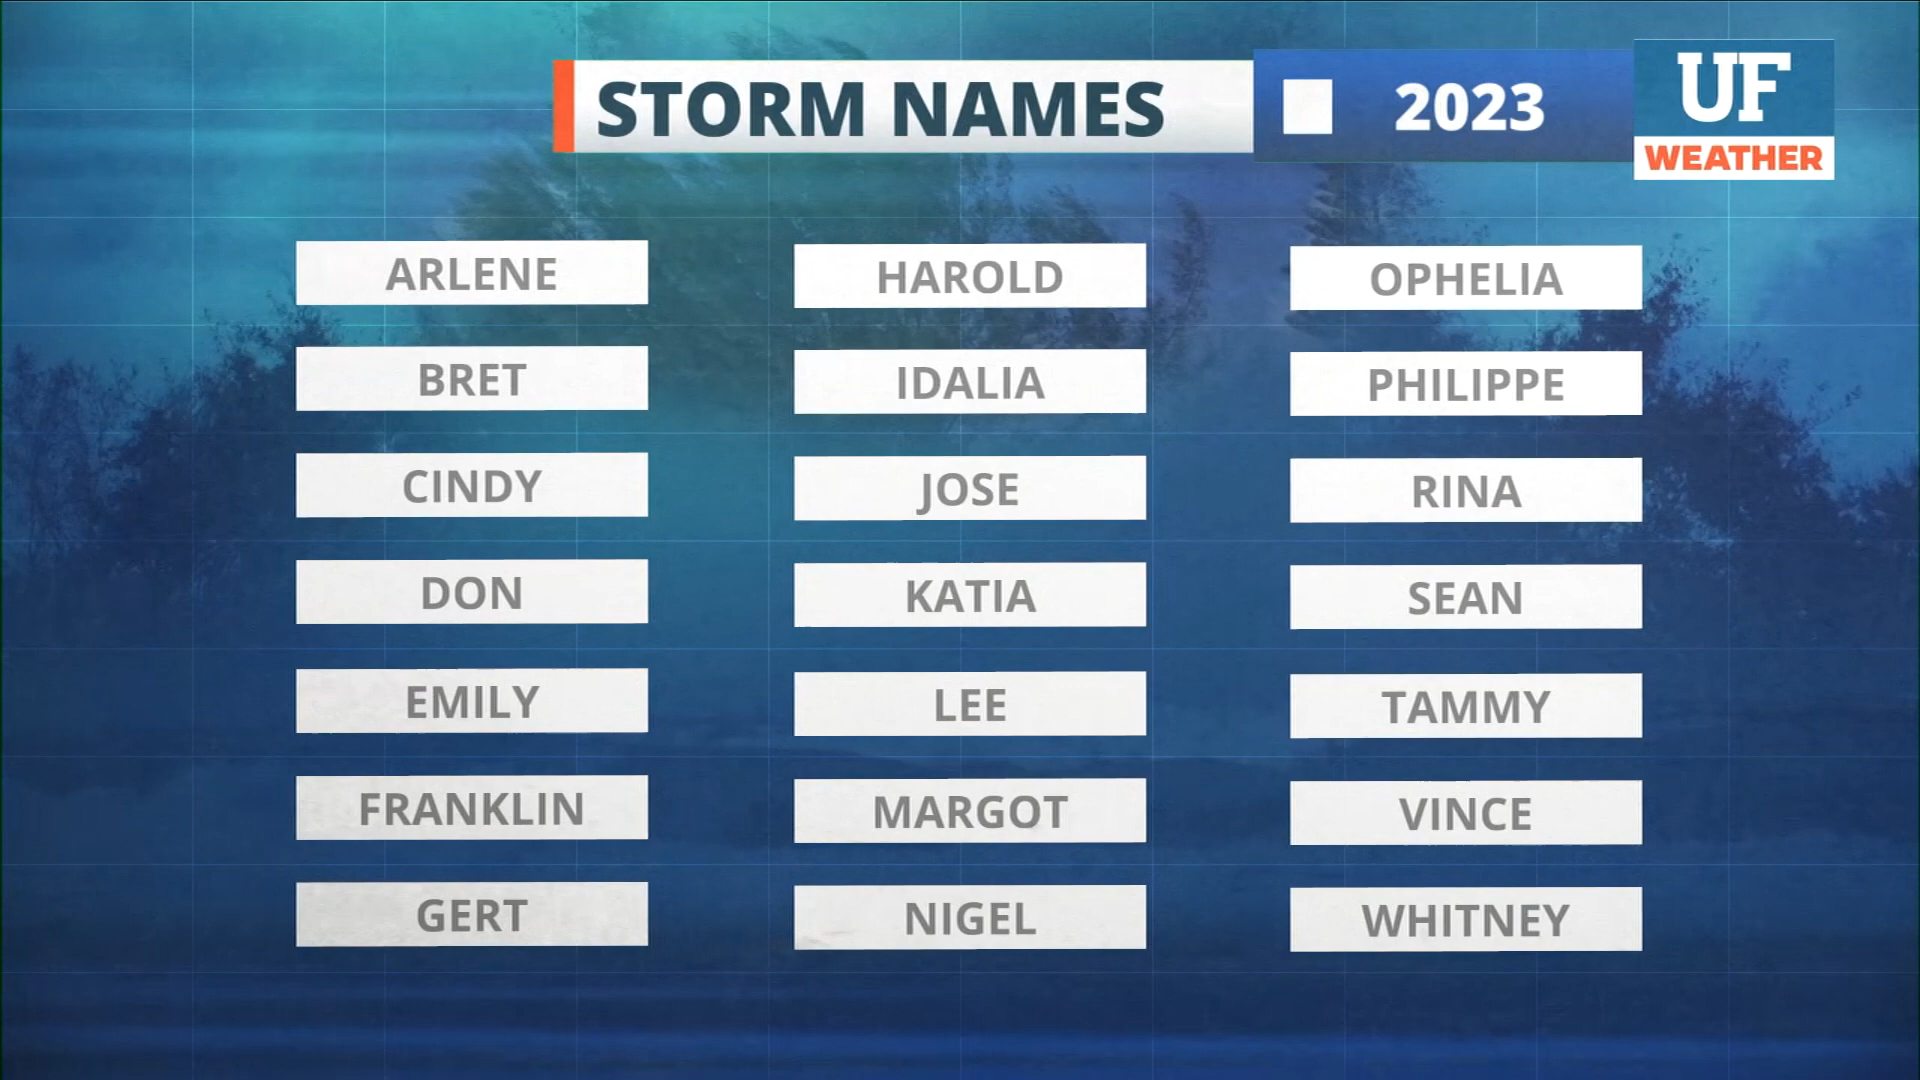 STORM NAMES
2023
UF
WEATHER
ARLENE
BRET
CINDY
DON
EMILY
FRANKLIN
GERT
HAROLD
IDALIA
JOSE
KATIA
LEE
MARGOT
NIGEL
OPHELIA
PHILIPPE
RINA
SEAN
TAMMY
VINCE
WHITNEY